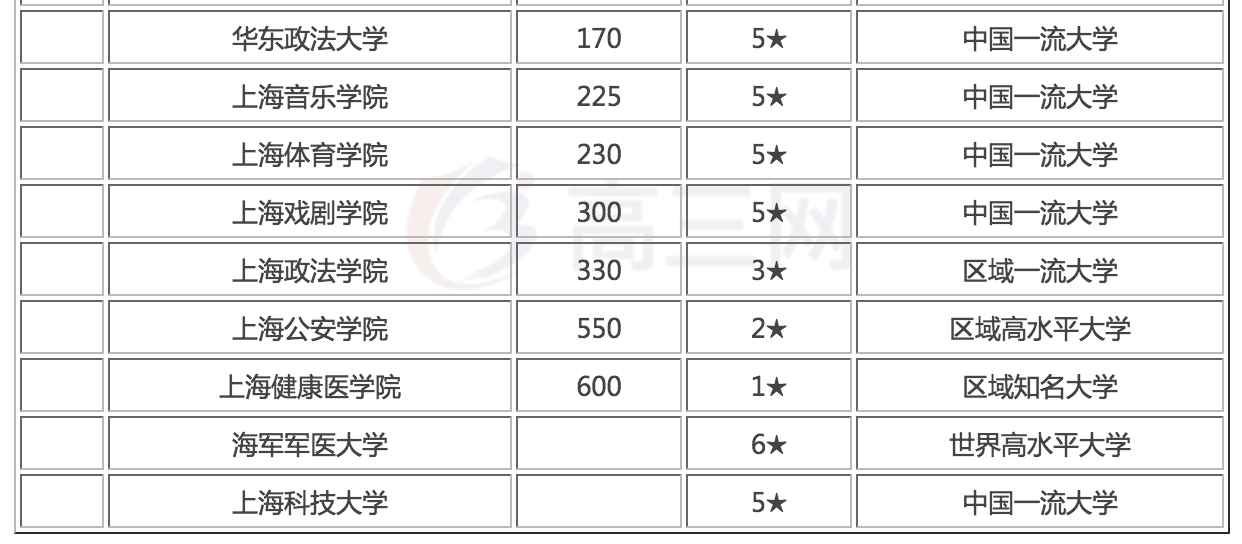 华东政法大学 170 5★ 中国一流大学
上海音乐学院 225 5★ 中国一流大学
上海体育学院 230 5★ 中国一流大学
上海戏剧学院 300 5★ 中国一流大学
高三网
上海政法学院 330 3★ 区域一流大学
上海公安学院 550 2★ 区域高水平大学
上海健康医学院 600 1★ 区域知名大学
海军军医大学 6★ 世界高水平大学
上海科技大学 5★ 中国一流大学